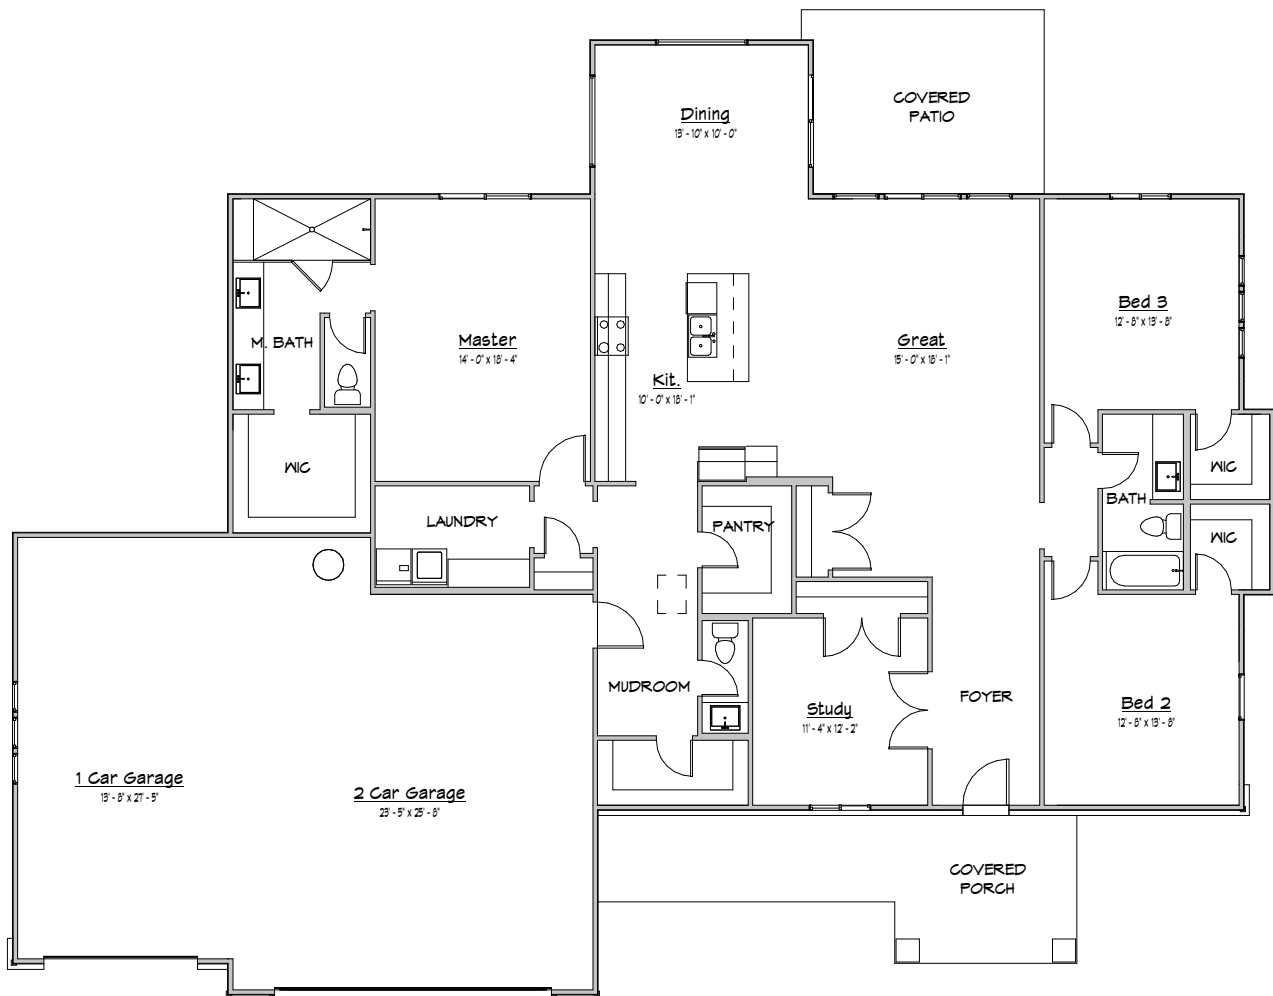 COVERED
PATIO
Dining
13' - 10" x 10' - 0"
Bed 3
12' - 8" x 13' - 8"
M. BATH
Master
14' - 0" x 18' - 4"
Great
15' - 0" x 18' - 1"
Kit.
10' - 0" x 18' - 1"
WIC
WIC
BATH
LAUNDRY
PANTRY
WIC
MUDROOM
FOYER
Study
11' - 4" x 12' - 2"
Bed 2
12' - 8" x 13' - 8"
1 Car Garage
13' - 8" x 27' - 5"
2 Car Garage
23' - 5" x 25' - 8"
COVERED
PORCH